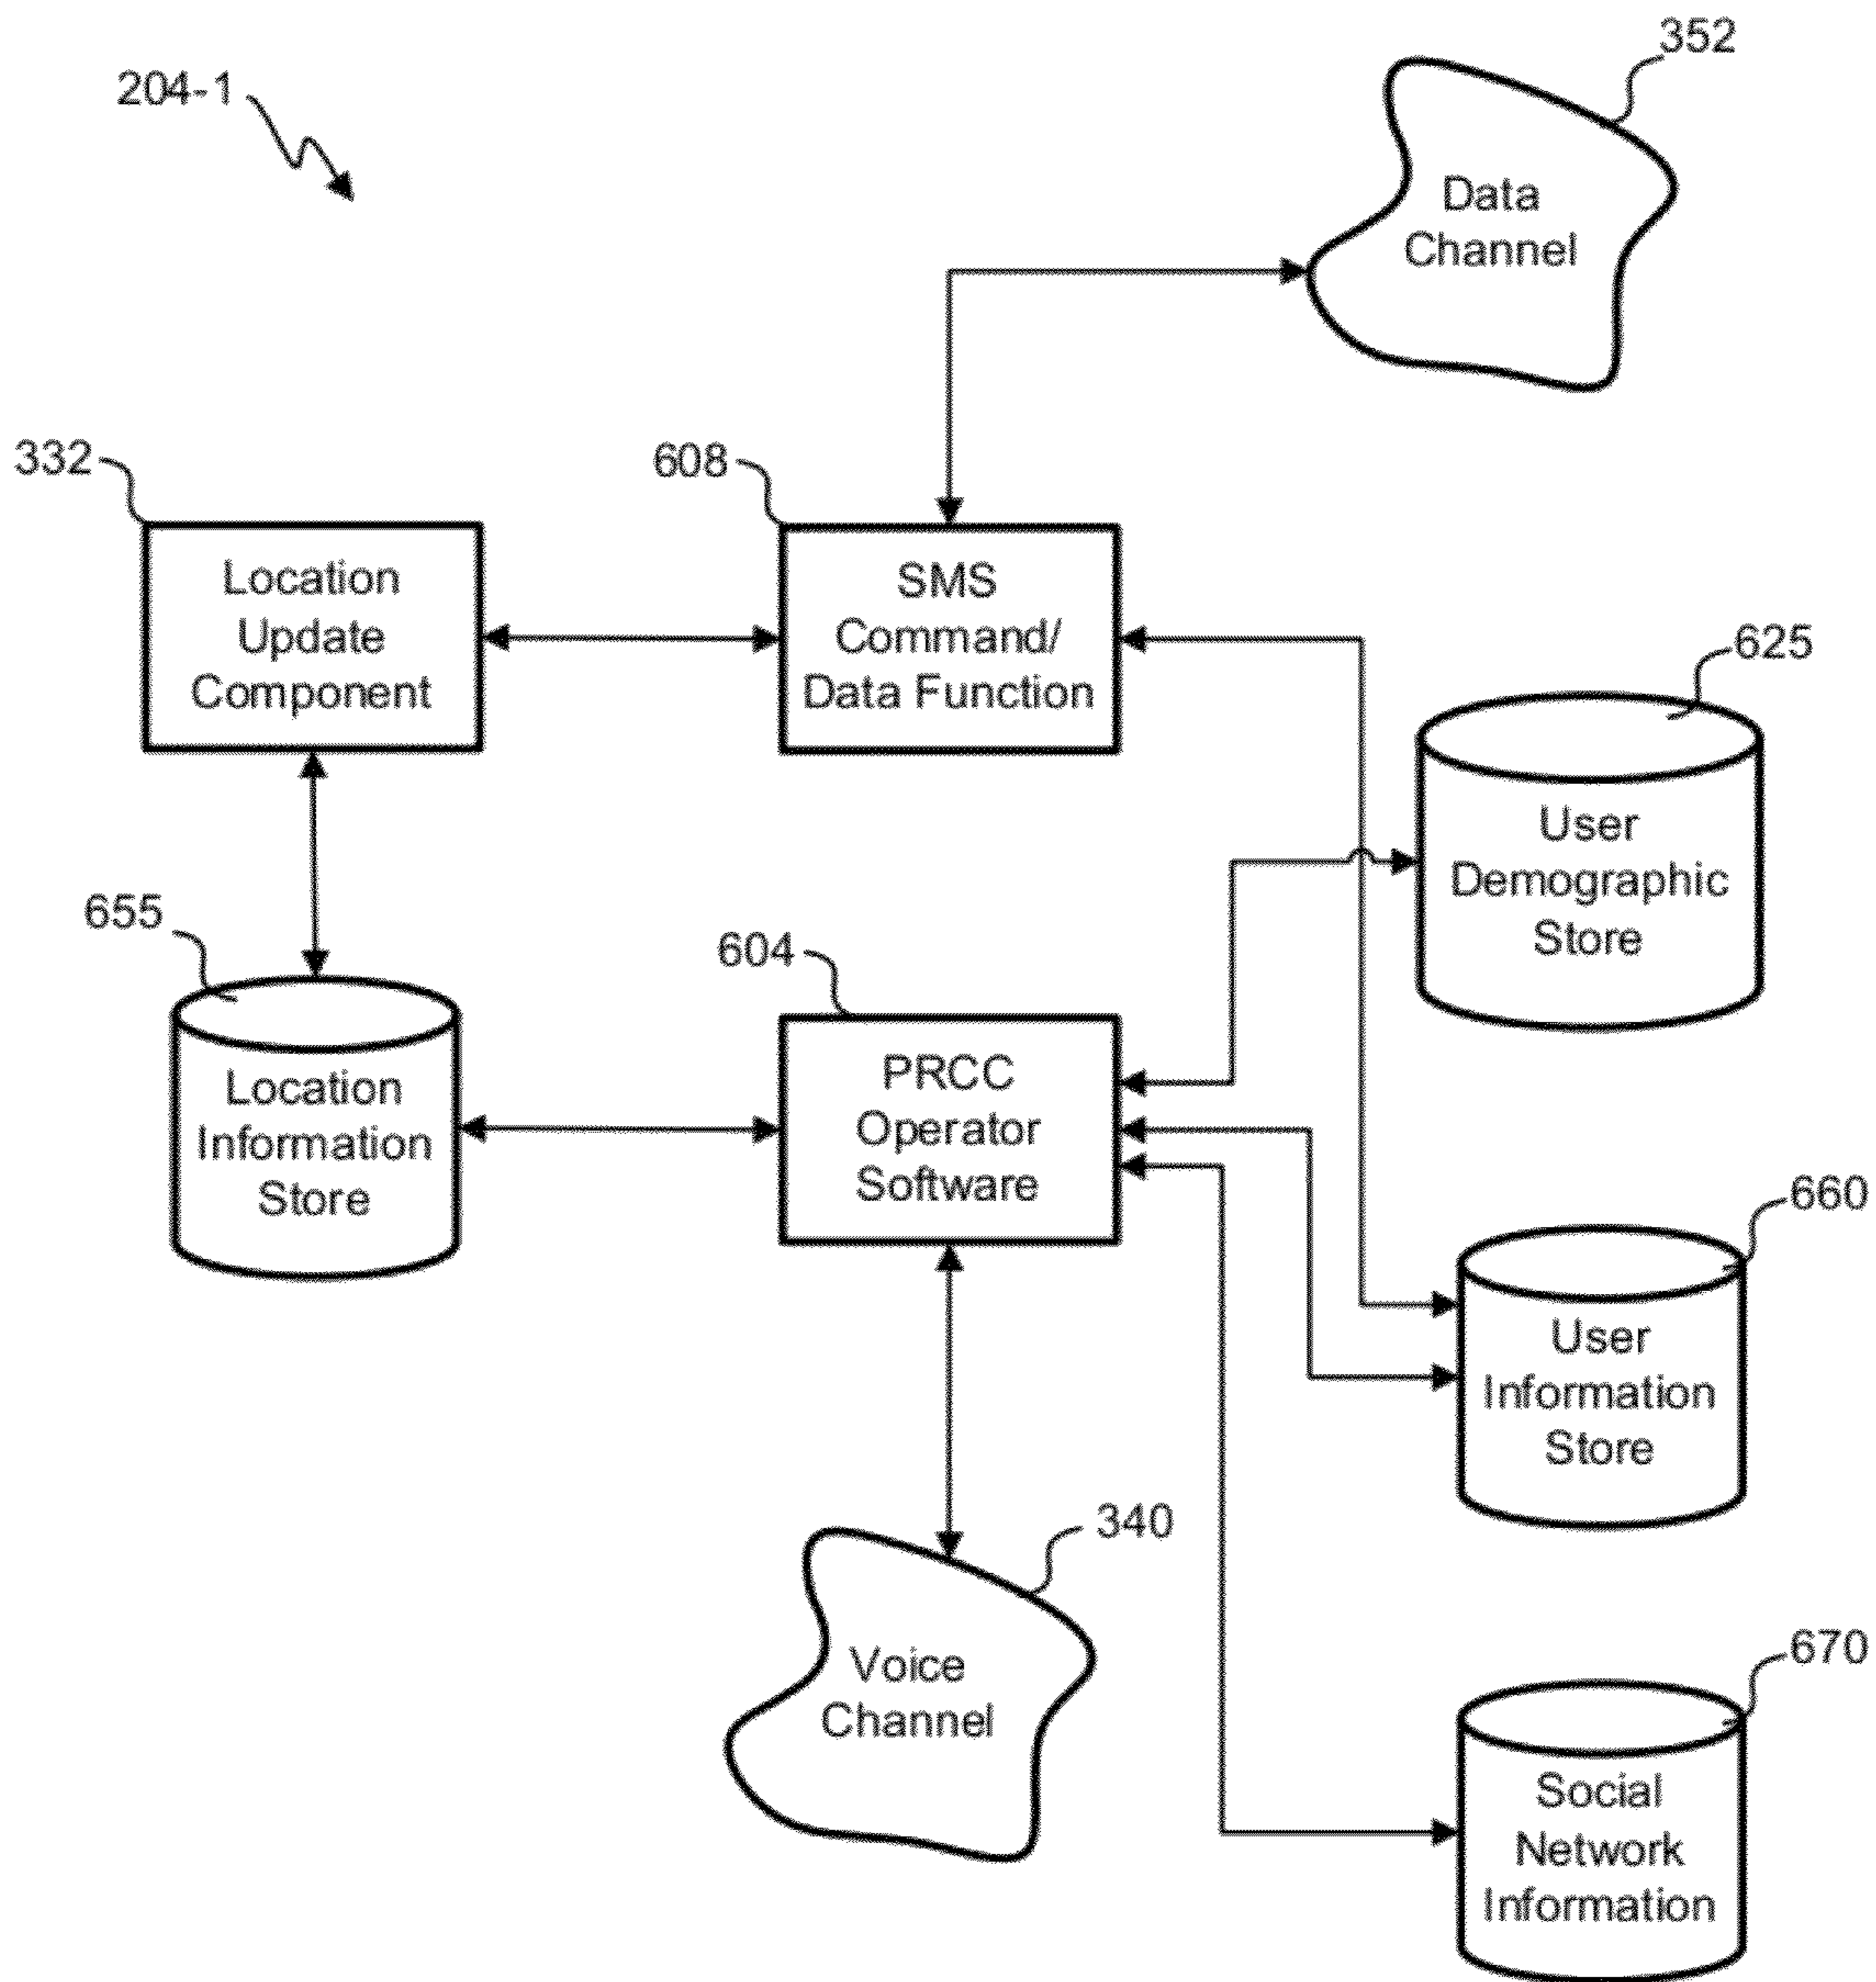 352
204-1
Data
Channel
332
608
Location
Update
Component
SMS
Command/
Data Function
625
User
Demographic
Store
655
604
Location
Information
Store
PRCC
Operator
Software
660
User
Information
Store
340
Voice
Channel
670
Social
Network
Information